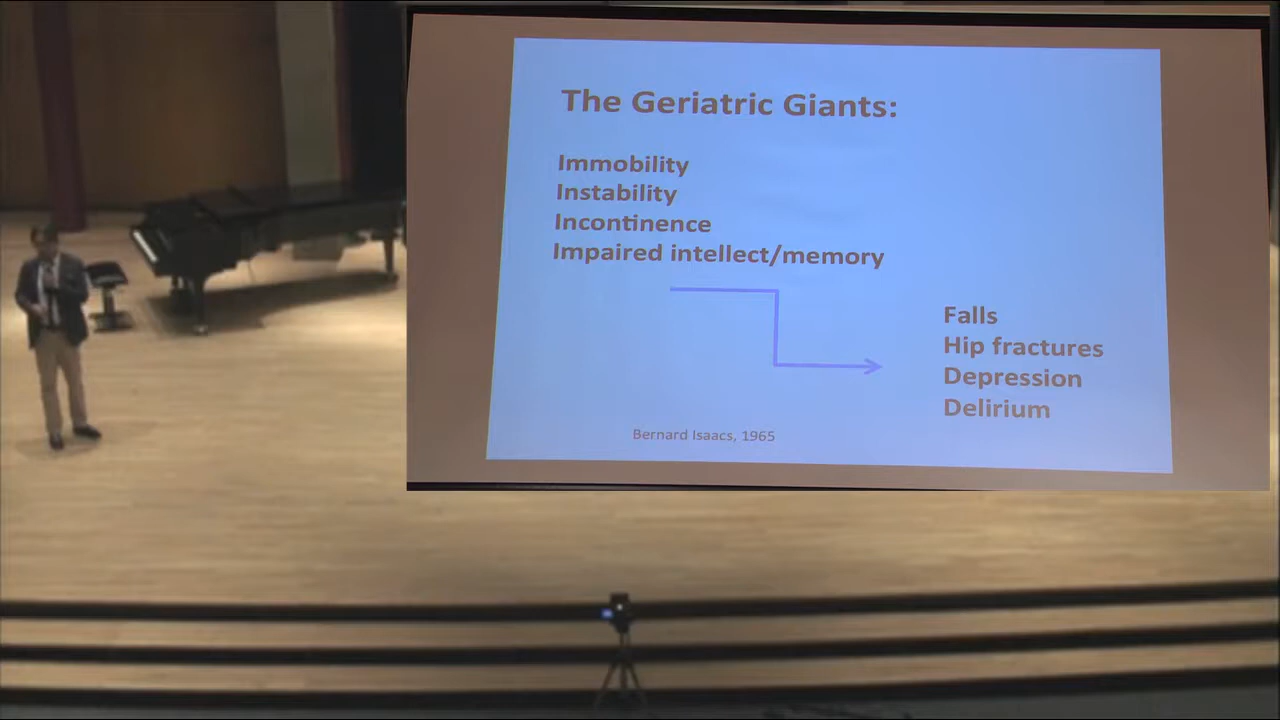 The Geriatric Giants:
Immobility
Instability
Incontinence
Impaired intellect/memory
Falls
Hip fractures
Depression
Delirium
Bernard Isaacs, 1965